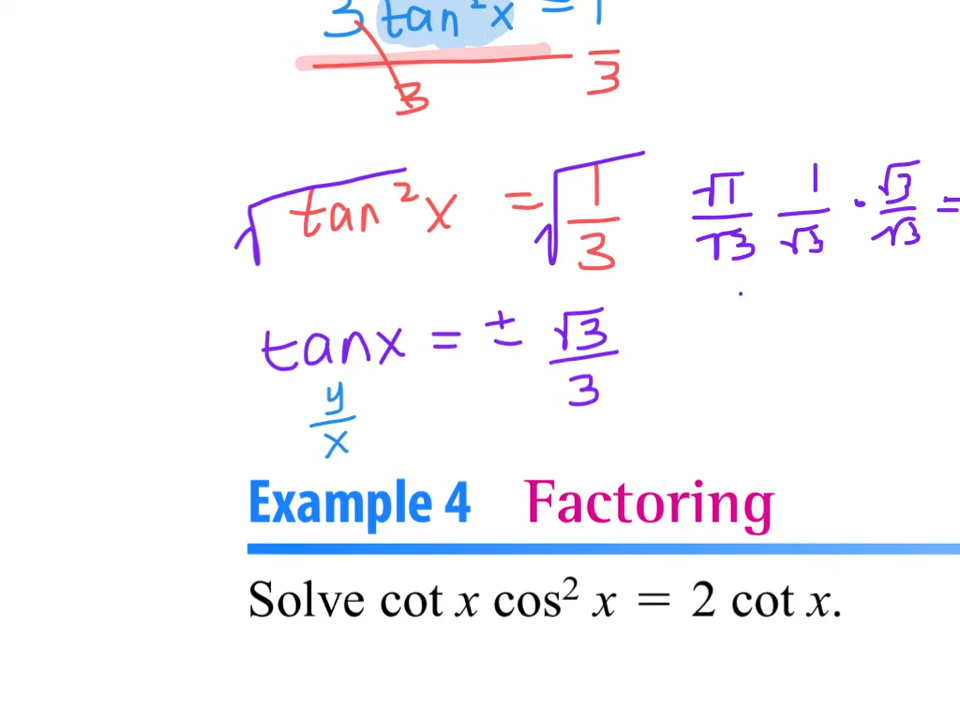 3 tan²x = 1
3 3
√tan²x = √1/3 √1/√3 1/√3 · √3/√3 =
tanx = ± √3/3
y/x
Example 4 Factoring
Solve cot x cos² x = 2 cot x.